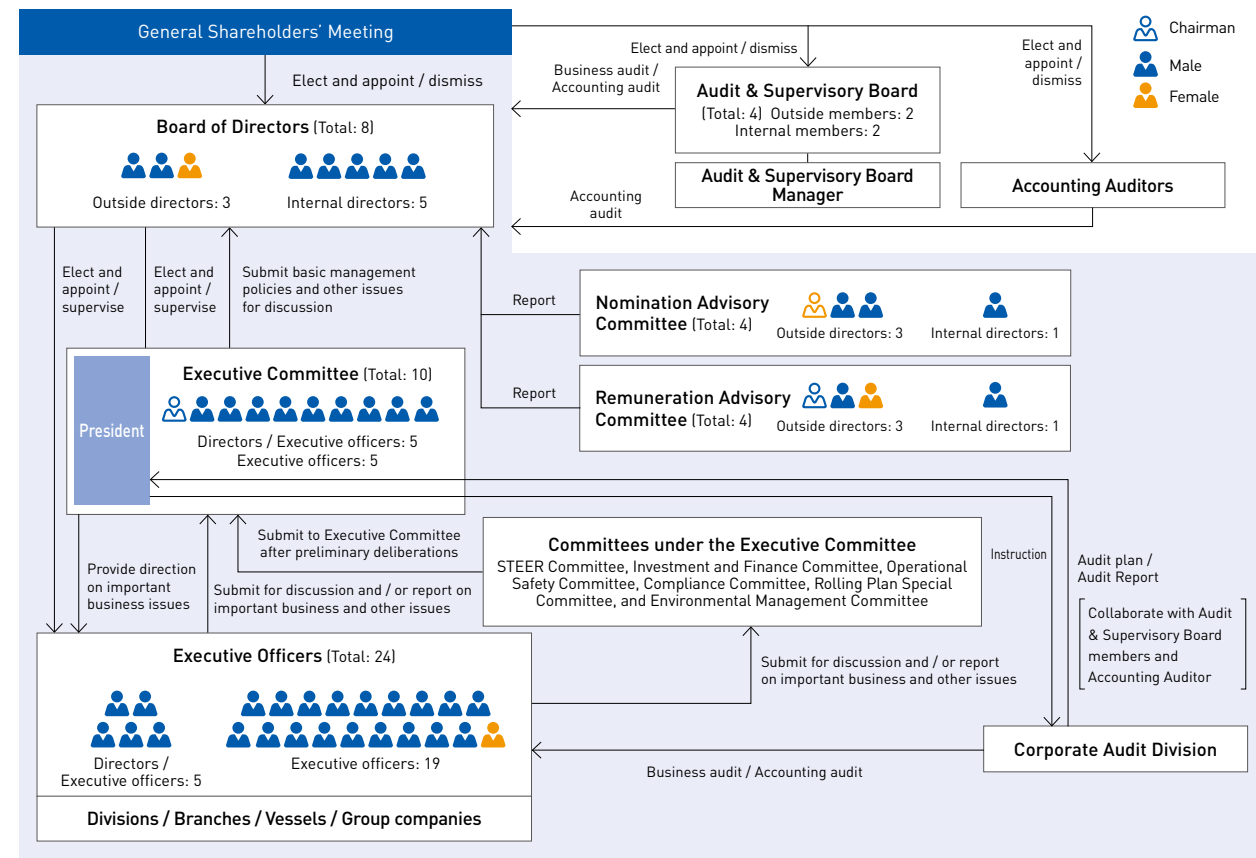 General Shareholders' Meeting
Chairman
Male
Female
Elect and appoint / dismiss
Elect and appoint / dismiss
Elect and
appoint /
dismiss
Business audit /
Accounting audit
Audit & Supervisory Board
(Total: 4) Outside members: 2
Internal members: 2
Audit & Supervisory Board
Manager
Accounting Auditors
Accounting
audit
Board of Directors (Total: 8)
Outside directors: 3
Internal directors: 5
Elect and
appoint /
supervise
Elect and
appoint /
supervise
Submit basic management
policies and other issues
for discussion
Report
Nomination Advisory
Committee (Total: 4)
Outside directors: 3
Internal directors: 1
Report
Remuneration Advisory
Committee (Total: 4)
Outside directors: 3
Internal directors: 1
President
Executive Committee (Total: 10)
Directors / Executive officers: 5
Executive officers: 5
Submit to Executive Committee
after preliminary deliberations
Committees under the Executive Committee
STEER Committee, Investment and Finance Committee, Operational
Safety Committee, Compliance Committee, Rolling Plan Special
Committee, and Environmental Management Committee
Instruction
Audit plan /
Audit Report
Collaborate with Audit
& Supervisory Board
members and
Accounting Auditor
Provide direction
on important
business issues
Submit for discussion and / or report on
important business and other issues
Submit for discussion and / or report
on important business and other issues
Executive Officers (Total: 24)
Directors /
Executive officers: 5
Executive officers: 19
Business audit / Accounting audit
Corporate Audit Division
Divisions / Branches / Vessels / Group companies